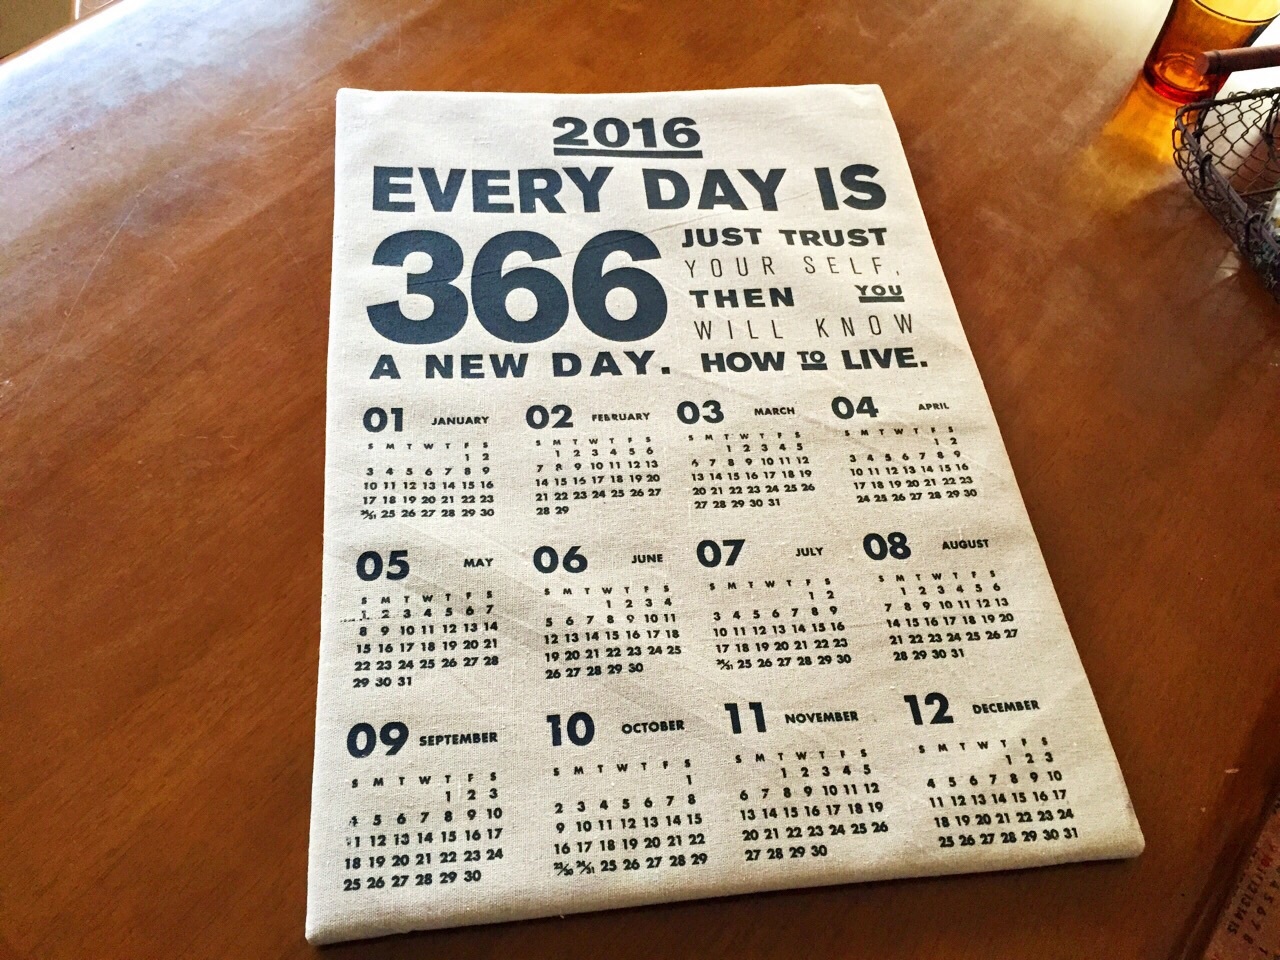 2016
EVERY DAY IS
366
JUST TRUST
YOUR SELF,
THEN YOU
WILL KNOW
A NEW DAY. HOW TO LIVE.
01 JANUARY 02 FEBRUARY 03 MARCH 04 APRIL
S M T W T F S
1 2
3 4 5 6 7 8 9
10 11 12 13 14 15 16
17 18 19 20 21 22 23
24/31 25 26 27 28 29 30
S M T W T F S
1 2 3 4 5 6
7 8 9 10 11 12 13
14 15 16 17 18 19 20
21 22 23 24 25 26 27
28 29
S M T W T F S
1 2 3 4 5
6 7 8 9 10 11 12
13 14 15 16 17 18 19
20 21 22 23 24 25 26
27 28 29 30 31
S M T W T F S
1 2
3 4 5 6 7 8 9
10 11 12 13 14 15 16
17 18 19 20 21 22 23
24 25 26 27 28 29 30
05 MAY 06 JUNE 07 JULY 08 AUGUST
S M T W T F S
1 2 3 4 5 6 7
8 9 10 11 12 13 14
15 16 17 18 19 20 21
22 23 24 25 26 27 28
29 30 31
S M T W T F S
1 2 3 4
5 6 7 8 9 10 11
12 13 14 15 16 17 18
19 20 21 22 23 24 25
26 27 28 29 30
S M T W T F S
1 2
3 4 5 6 7 8 9
10 11 12 13 14 15 16
17 18 19 20 21 22 23
24/31 25 26 27 28 29 30
S M T W T F S
1 2 3 4 5 6
7 8 9 10 11 12 13
14 15 16 17 18 19 20
21 22 23 24 25 26 27
28 29 30 31
09 SEPTEMBER 10 OCTOBER 11 NOVEMBER 12 DECEMBER
S M T W T F S
1 2 3
4 5 6 7 8 9 10
11 12 13 14 15 16 17
18 19 20 21 22 23 24
25 26 27 28 29 30
S M T W T F S
1
2 3 4 5 6 7 8
9 10 11 12 13 14 15
16 17 18 19 20 21 22
23/30 24/31 25 26 27 28 29
S M T W T F S
1 2 3 4 5
6 7 8 9 10 11 12
13 14 15 16 17 18 19
20 21 22 23 24 25 26
27 28 29 30
S M T W T F S
1 2 3
4 5 6 7 8 9 10
11 12 13 14 15 16 17
18 19 20 21 22 23 24
25 26 27 28 29 30 31